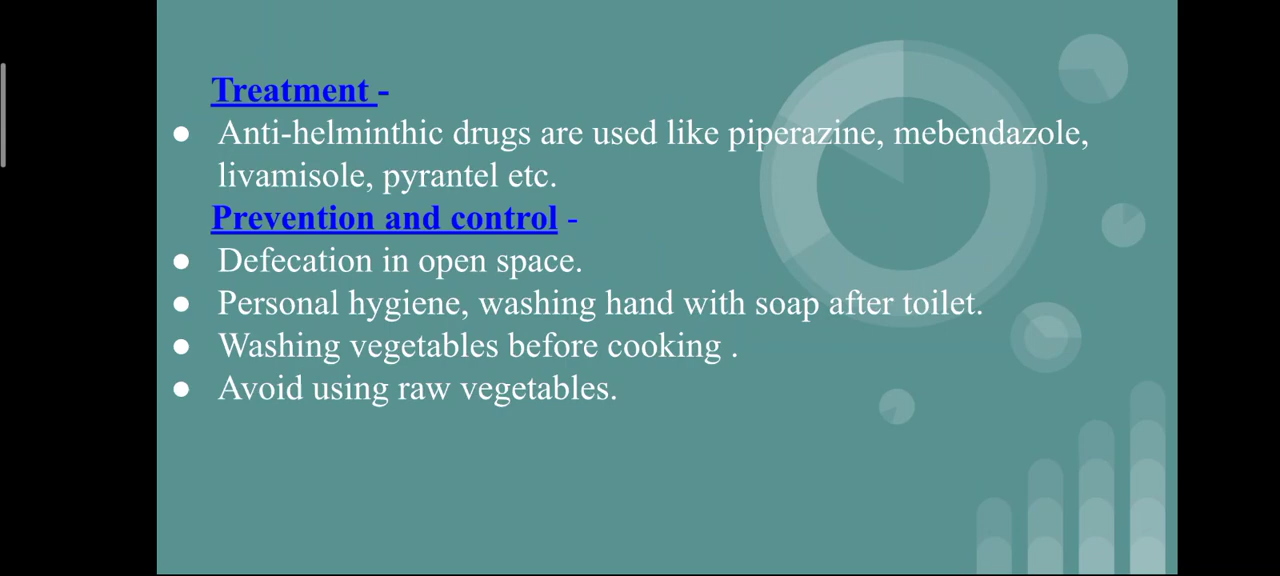 Treatment -
● Anti-helminthic drugs are used like piperazine, mebendazole,
livamisole, pyrantel etc.
Prevention and control -
● Defecation in open space.
● Personal hygiene, washing hand with soap after toilet.
● Washing vegetables before cooking .
● Avoid using raw vegetables.